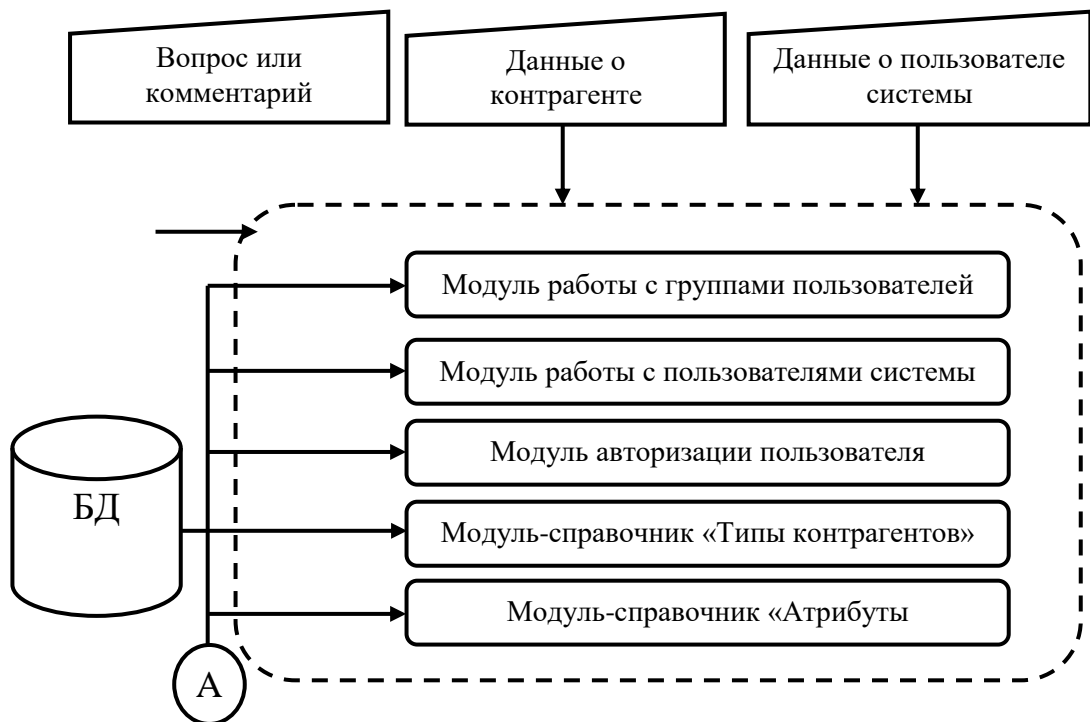 Вопрос или
комментарий
Данные о
контрагенте
Данные о пользователе
системы
Модуль работы с группами пользователей
Модуль работы с пользователями системы
Модуль авторизации пользователя
БД
Модуль-справочник «Типы контрагентов»
Модуль-справочник «Атрибуты
А